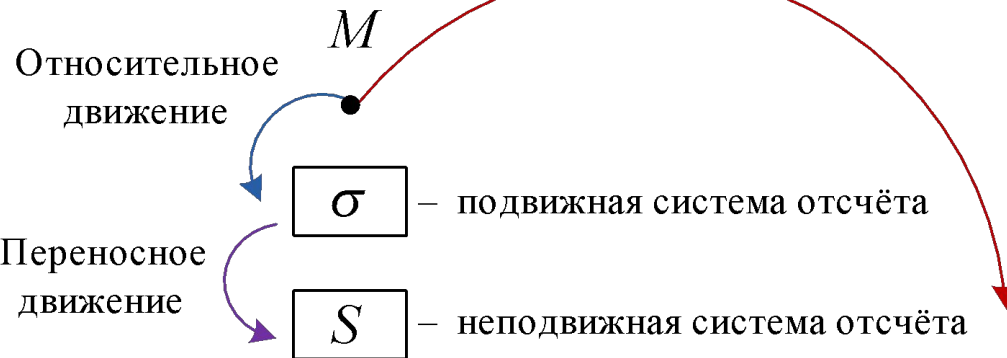 M
Относительное
движение
σ – подвижная система отсчёта
Переносное
движение
S – неподвижная система отсчёта